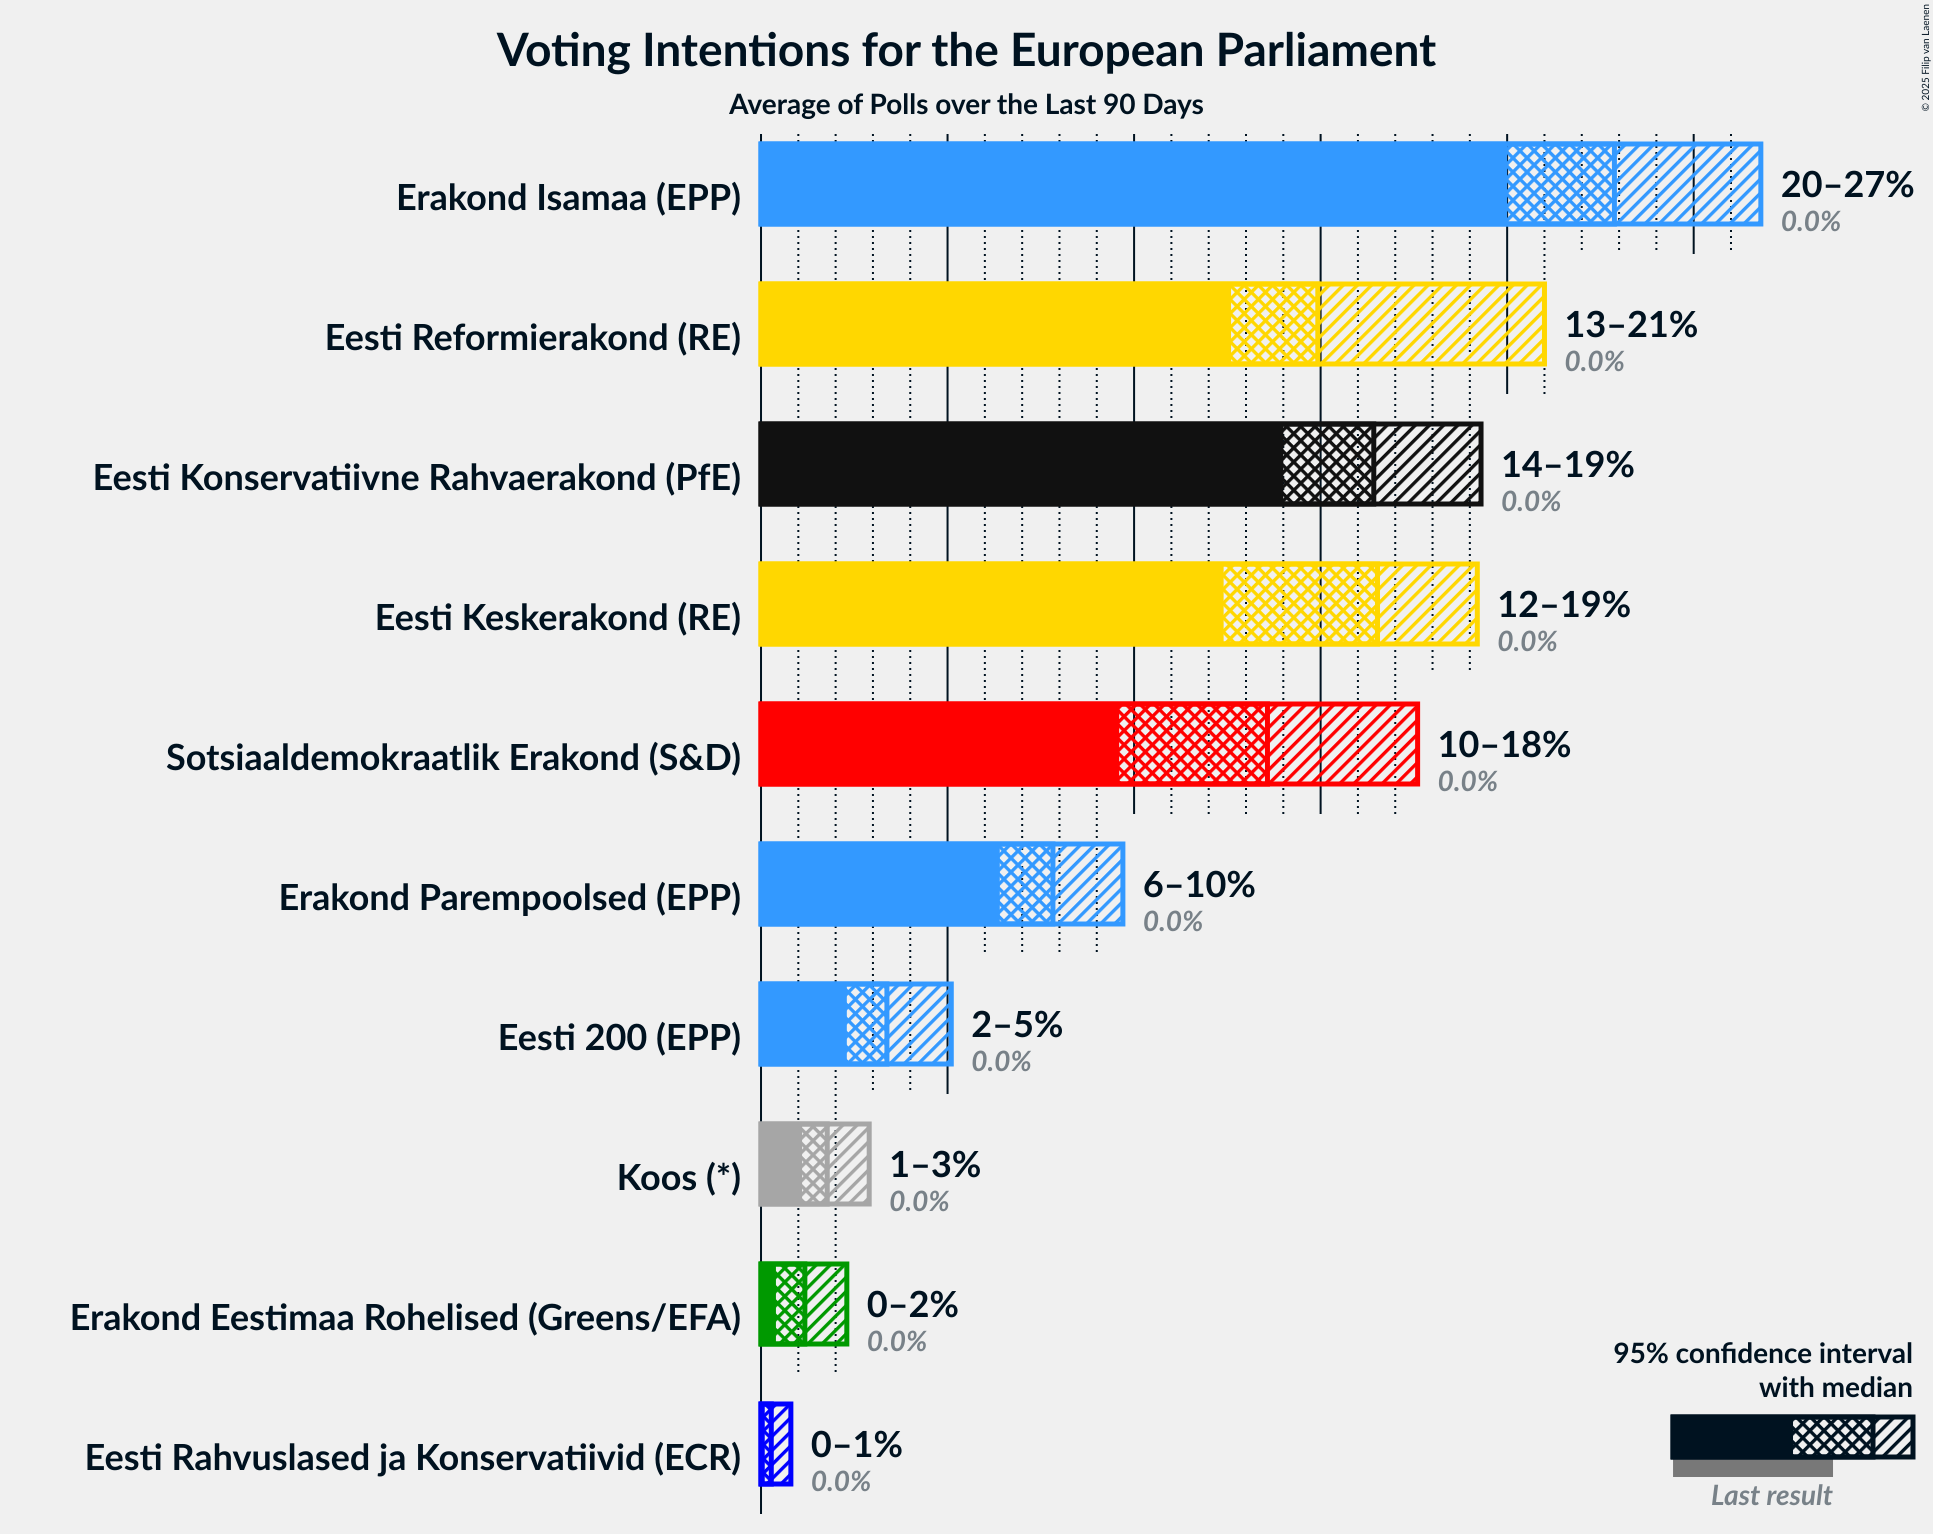 Voting Intentions for the European Parliament
Average of Polls over the Last 90 Days
© 2025 Filip van Laenen
Erakond Isamaa (EPP)
20–27%
0.0%
Eesti Reformierakond (RE)
13–21%
0.0%
Eesti Konservatiivne Rahvaerakond (PfE)
14–19%
0.0%
Eesti Keskerakond (RE)
12–19%
0.0%
Sotsiaaldemokraatlik Erakond (S&D)
10–18%
0.0%
Erakond Parempoolsed (EPP)
6–10%
0.0%
Eesti 200 (EPP)
2–5%
0.0%
Koos (*)
1–3%
0.0%
Erakond Eestimaa Rohelised (Greens/EFA)
0–2%
0.0%
Eesti Rahvuslased ja Konservatiivid (ECR)
0–1%
0.0%
95% confidence interval
with median
Last result